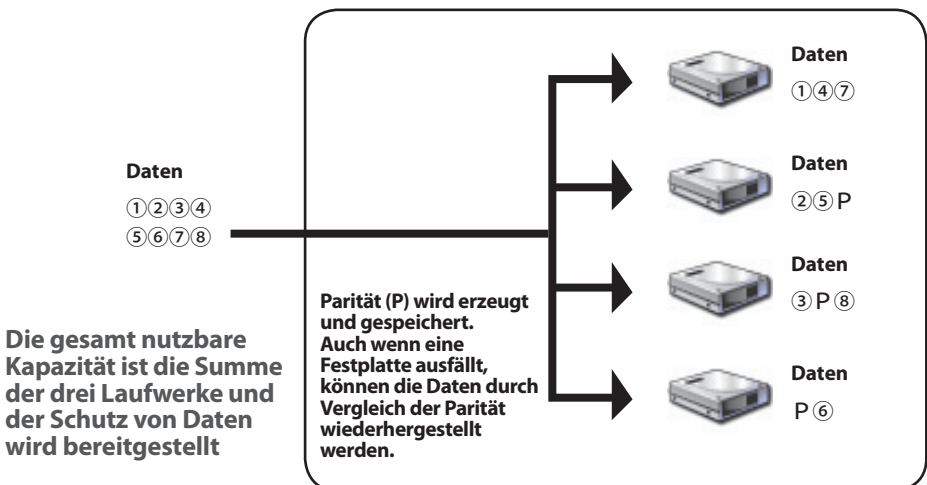 Daten
①②③④
⑤⑥⑦⑧
Die gesamt nutzbare
Kapazität ist die Summe
der drei Laufwerke und
der Schutz von Daten
wird bereitgestellt
Parität (P) wird erzeugt
und gespeichert.
Auch wenn eine
Festplatte ausfällt,
können die Daten durch
Vergleich der Parität
wiederhergestellt
werden.
Daten
①④⑦
Daten
②⑤P
Daten
③P⑧
Daten
P⑥